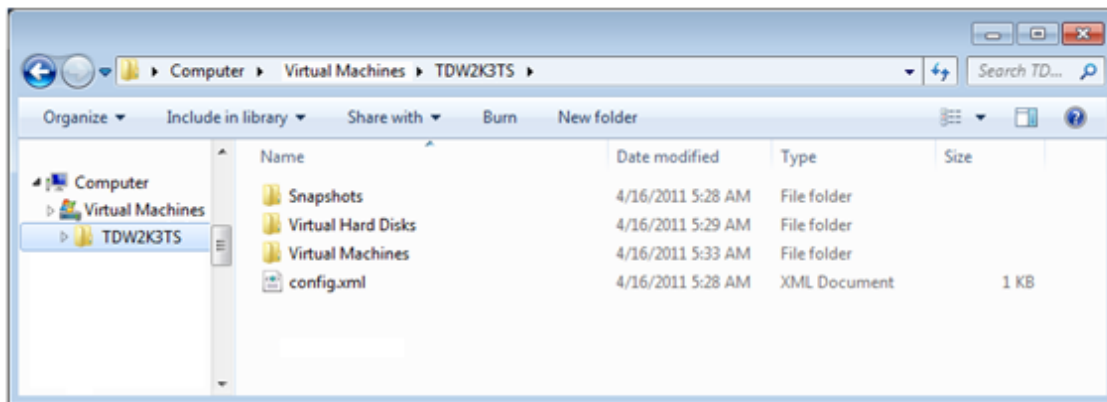 Computer Virtual Machines TDW2K3TS Search TD...
Organize Include in library Share with Burn New folder
Computer
Virtual Machines
TDW2K3TS
Name Date modified Type Size
Snapshots 4/16/2011 5:28 AM File folder
Virtual Hard Disks 4/16/2011 5:29 AM File folder
Virtual Machines 4/16/2011 5:33 AM File folder
config.xml 4/16/2011 5:28 AM XML Document 1 KB